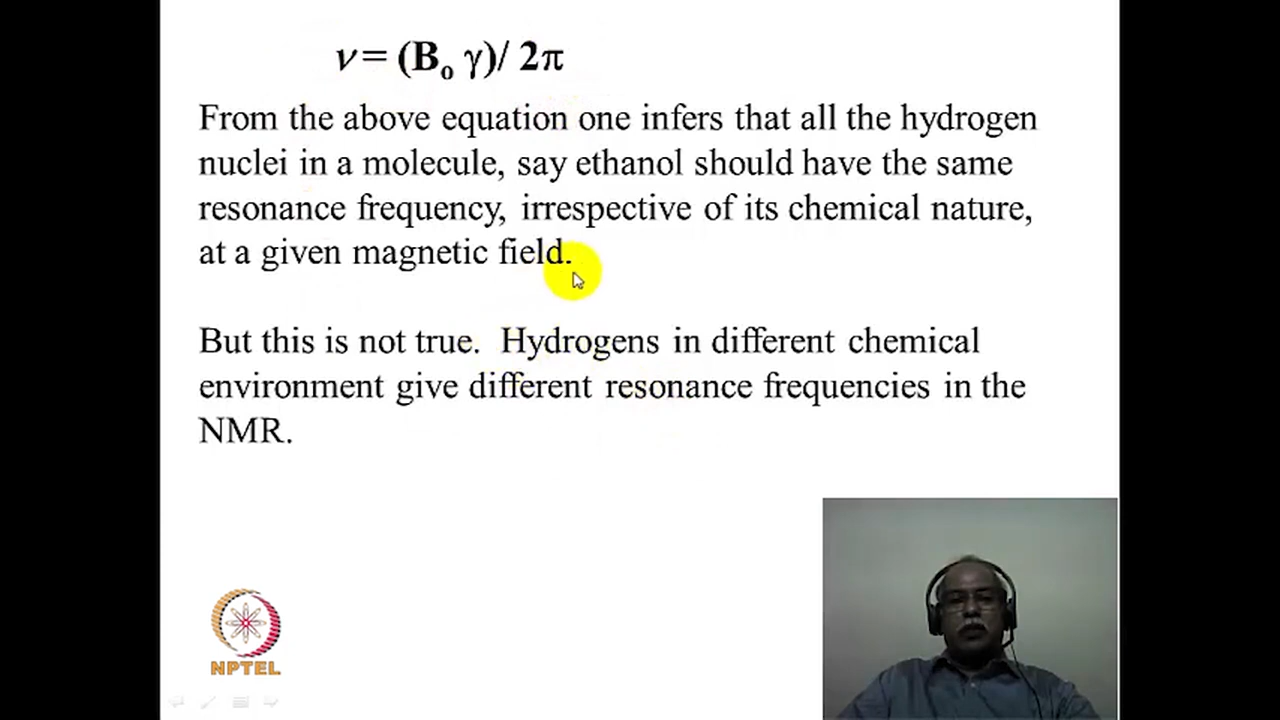 ν = (Bo γ)/ 2π
From the above equation one infers that all the hydrogen
nuclei in a molecule, say ethanol should have the same
resonance frequency, irrespective of its chemical nature,
at a given magnetic field.
But this is not true. Hydrogens in different chemical
environment give different resonance frequencies in the
NMR.
NPTEL